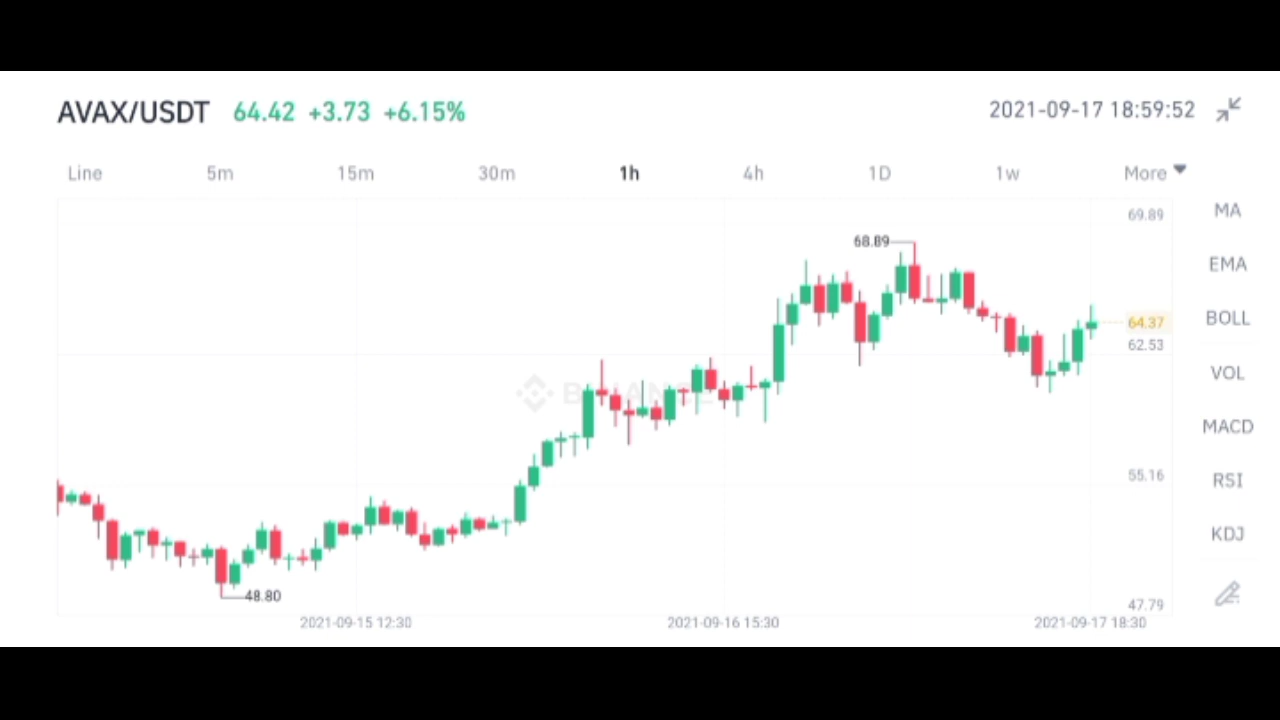 AVAX/USDT 64.42 +3.73 +6.15% 2021-09-17 18:59:52
Line 5m 15m 30m 1h 4h 1D 1w More
69.89
68.89
64.37
62.53
BINANCE
55.16
48.80
47.79
2021-09-15 12:30 2021-09-16 15:30 2021-09-17 18:30
MA
EMA
BOLL
VOL
MACD
RSI
KDJ